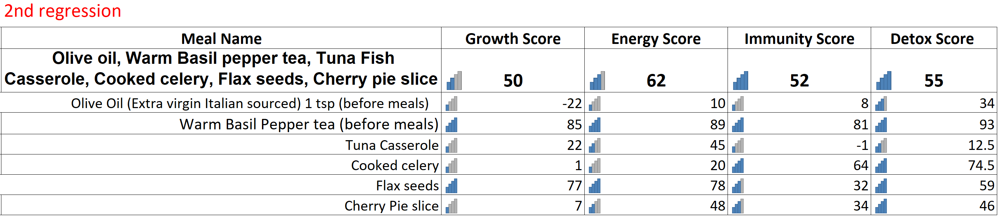 2nd regression
Meal Name Growth Score Energy Score Immunity Score Detox Score
Olive oil, Warm Basil pepper tea, Tuna Fish
Casserole, Cooked celery, Flax seeds, Cherry pie slice 50 62 52 55
Olive Oil (Extra virgin Italian sourced) 1 tsp (before meals) -22 10 8 34
Warm Basil Pepper tea (before meals) 85 89 81 93
Tuna Casserole 22 45 -1 12.5
Cooked celery 1 20 64 74.5
Flax seeds 77 78 32 59
Cherry Pie slice 7 48 34 46